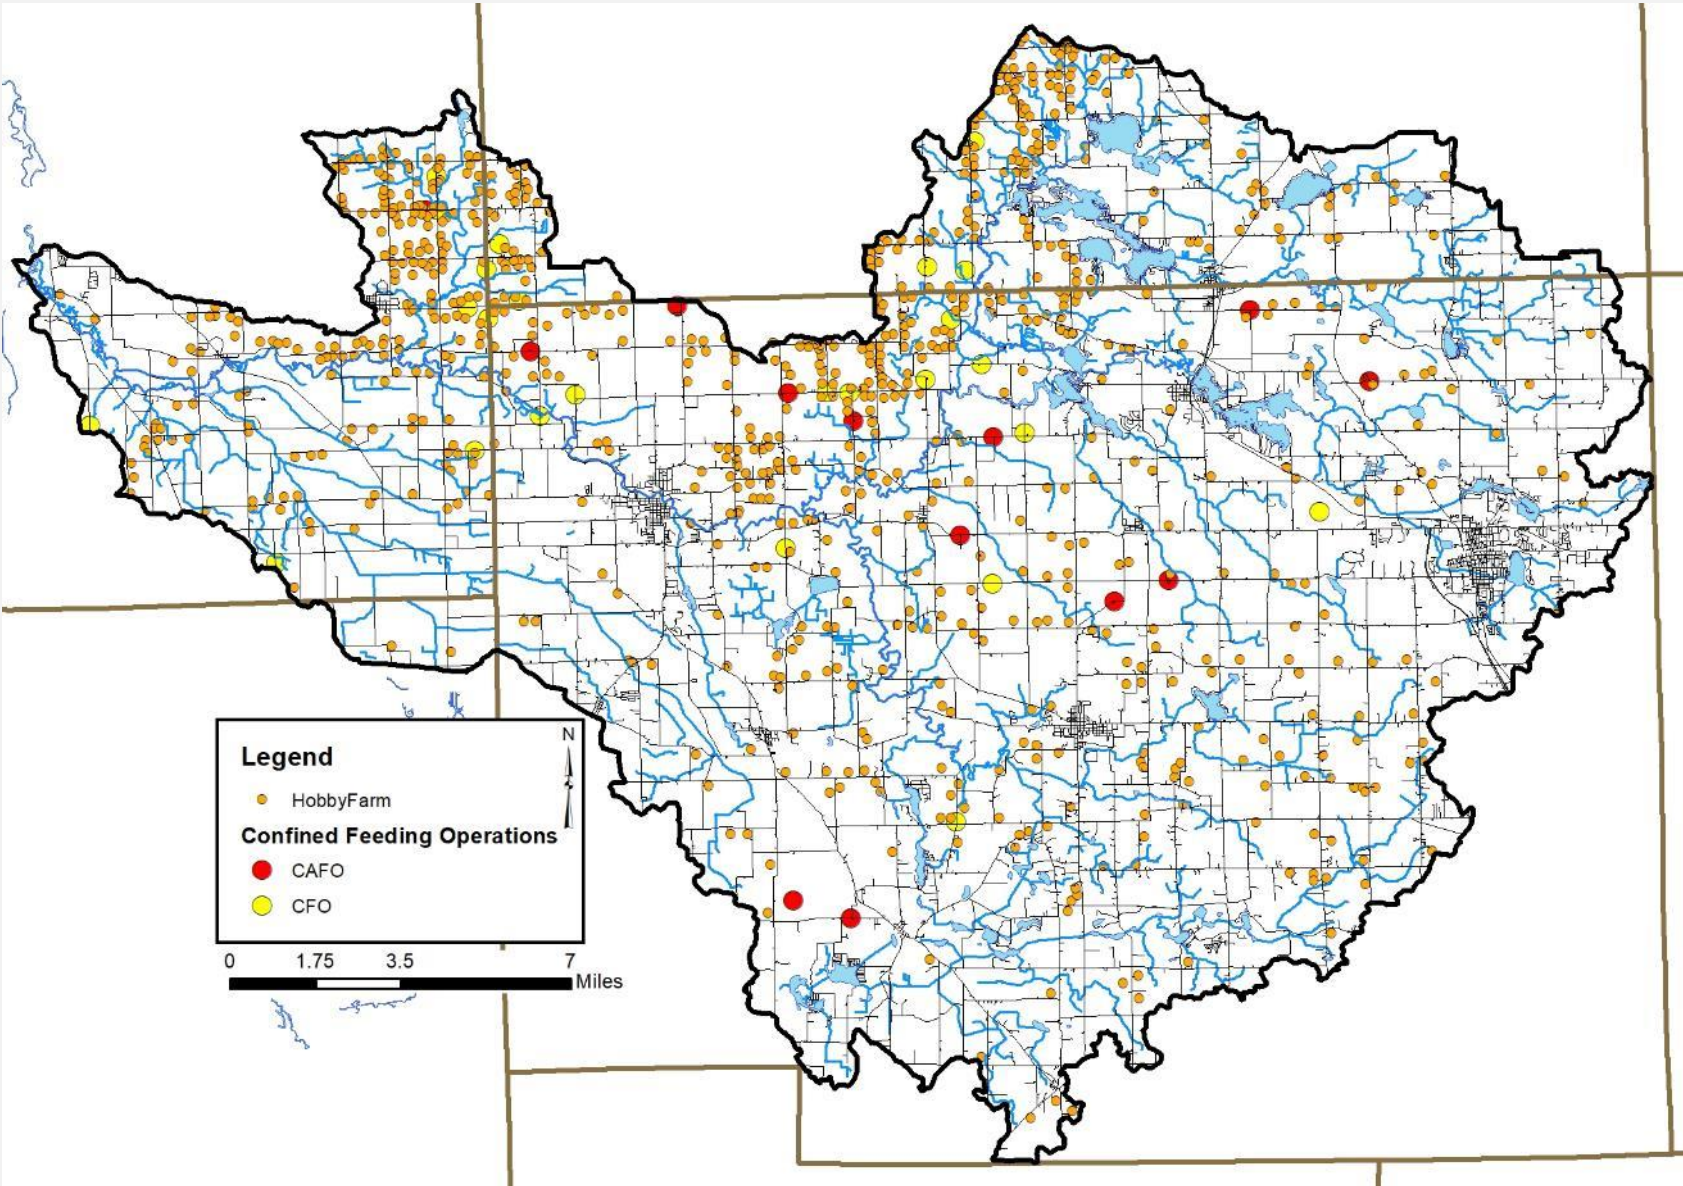 Legend
N
HobbyFarm
Confined Feeding Operations
CAFO
CFO
0 1.75 3.5 7
Miles